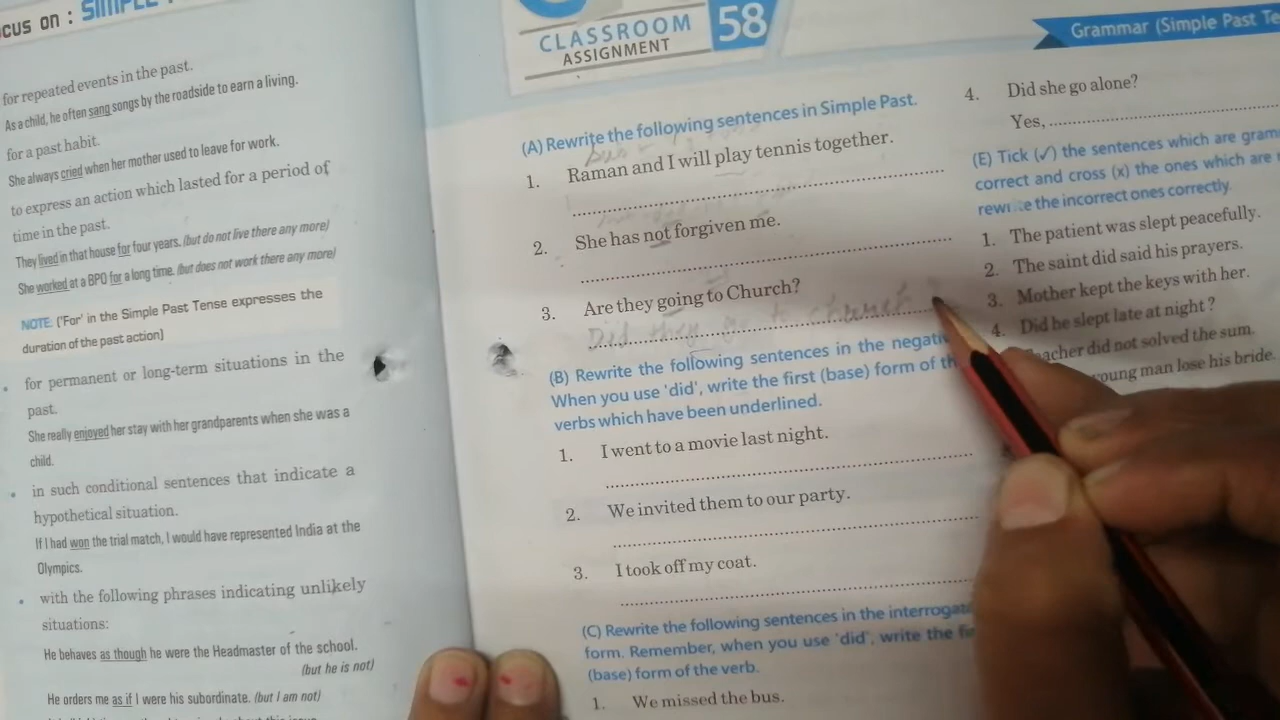 cus on : SIMPLE
for repeated events in the past.
As a child, he often sang songs by the roadside to earn a living.
for a past habit.
She always cried when her mother used to leave for work.
to express an action which lasted for a period of
time in the past.
They lived in that house for four years. (but do not live there any more)
She worked at a BPO for a long time. (but does not work there any more)
NOTE: ('For' in the Simple Past Tense expresses the
duration of the past action)
• for permanent or long-term situations in the
past.
She really enjoyed her stay with her grandparents when she was a
child.
• in such conditional sentences that indicate a
hypothetical situation.
If I had won the trial match, I would have represented India at the
Olympics.
• with the following phrases indicating unlikely
situations:
He behaves as though he were the Headmaster of the school.
(but he is not)
He orders me as if I were his subordinate. (but I am not)
CLASSROOM
ASSIGNMENT
58
(A) Rewrite the following sentences in Simple Past.
1. Raman and I will play tennis together.
2. She has not forgiven me.
3. Are they going to Church?
Did they go to church
(B) Rewrite the following sentences in the negati
When you use 'did', write the first (base) form of th
verbs which have been underlined.
1. I went to a movie last night.
2. We invited them to our party.
3. I took off my coat.
(C) Rewrite the following sentences in the interrogati
form. Remember, when you use 'did', write the fi
(base) form of the verb.
1. We missed the bus.
Grammar (Simple Past Te
4. Did she go alone?
Yes,
(E) Tick (✓) the sentences which are gram
correct and cross (x) the ones which are
rewrite the incorrect ones correctly.
1. The patient was slept peacefully.
2. The saint did said his prayers.
3. Mother kept the keys with her.
4. Did he slept late at night ?
acher did not solved the sum.
young man lose his bride.